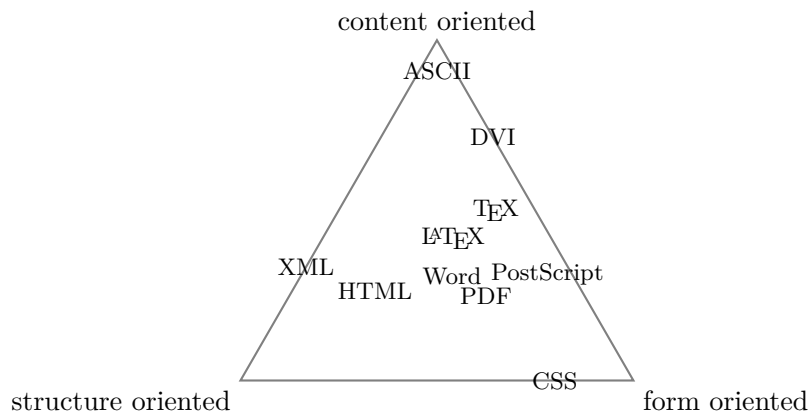 content oriented
ASCII
DVI
TEX
LATEX
XML
Word PostScript
HTML
PDF
CSS
structure oriented
form oriented